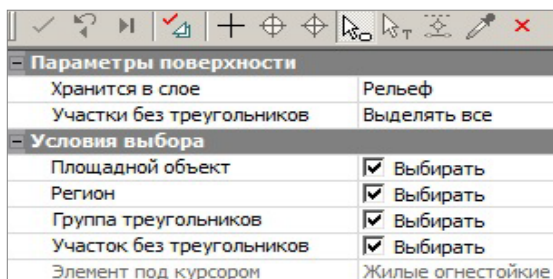 Параметры поверхности
Хранится в слое Рельеф
Участки без треугольников Выделять все
Условия выбора
Площадной объект Выбирать
Регион Выбирать
Группа треугольников Выбирать
Участок без треугольников Выбирать
Элемент под курсором Жилые огнестойкие